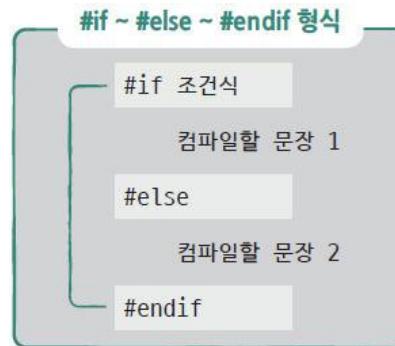 #if ~ #else ~ #endif 형식
#if 조건식
컴파일할 문장 1
#else
컴파일할 문장 2
#endif